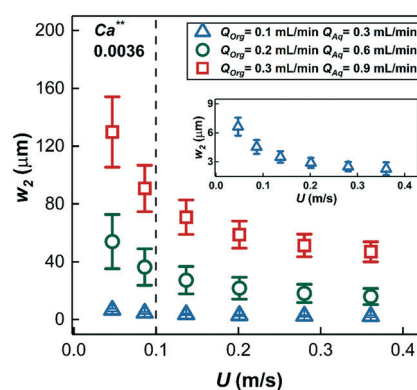 200
160
120
80
40
0
w₂ (μm)
Ca**
0.0036
Q_Org = 0.1 mL/min Q_Aq = 0.3 mL/min
Q_Org = 0.2 mL/min Q_Aq = 0.6 mL/min
Q_Org = 0.3 mL/min Q_Aq = 0.9 mL/min
9
6
3
w₂ (μm)
0.0 0.1 0.2 0.3 0.4
U (m/s)
0.0 0.1 0.2 0.3 0.4
U (m/s)